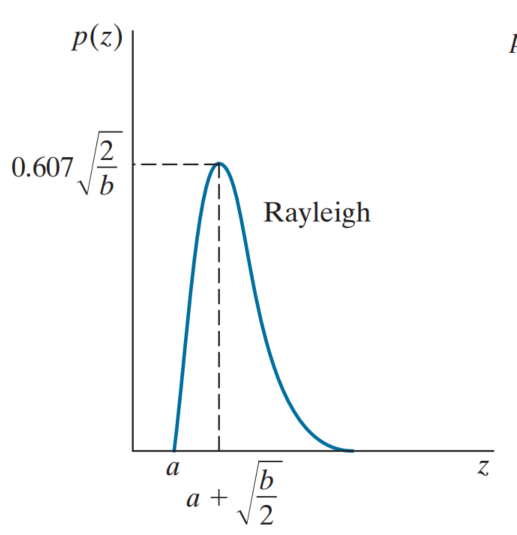 p(z)
0.607 √(2/b)
Rayleigh
a
z
a + √(b/2)